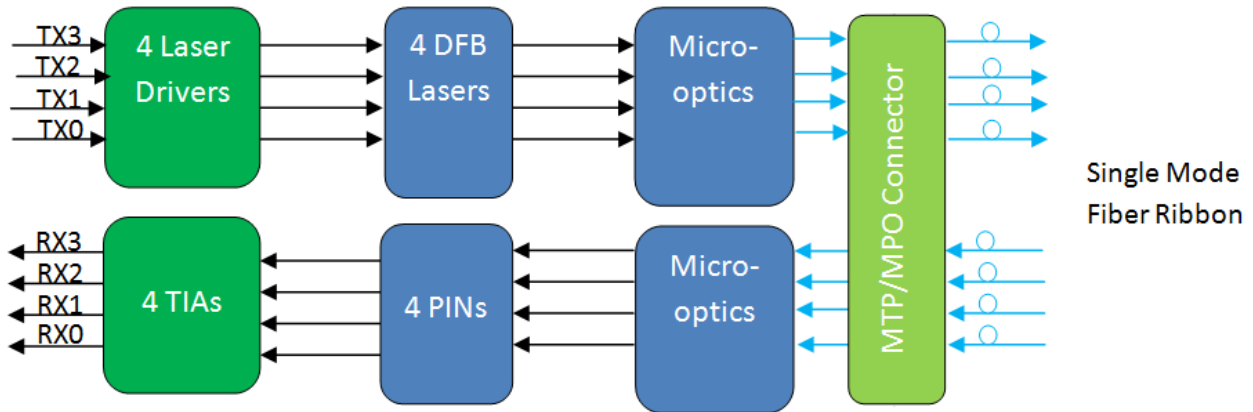 TX3
TX2
TX1
TX0
4 Laser
Drivers
4 DFB
Lasers
Micro-
optics
MTP/MPO Connector
Single Mode
Fiber Ribbon
RX3
RX2
RX1
RX0
4 TIAs
4 PINs
Micro-
optics